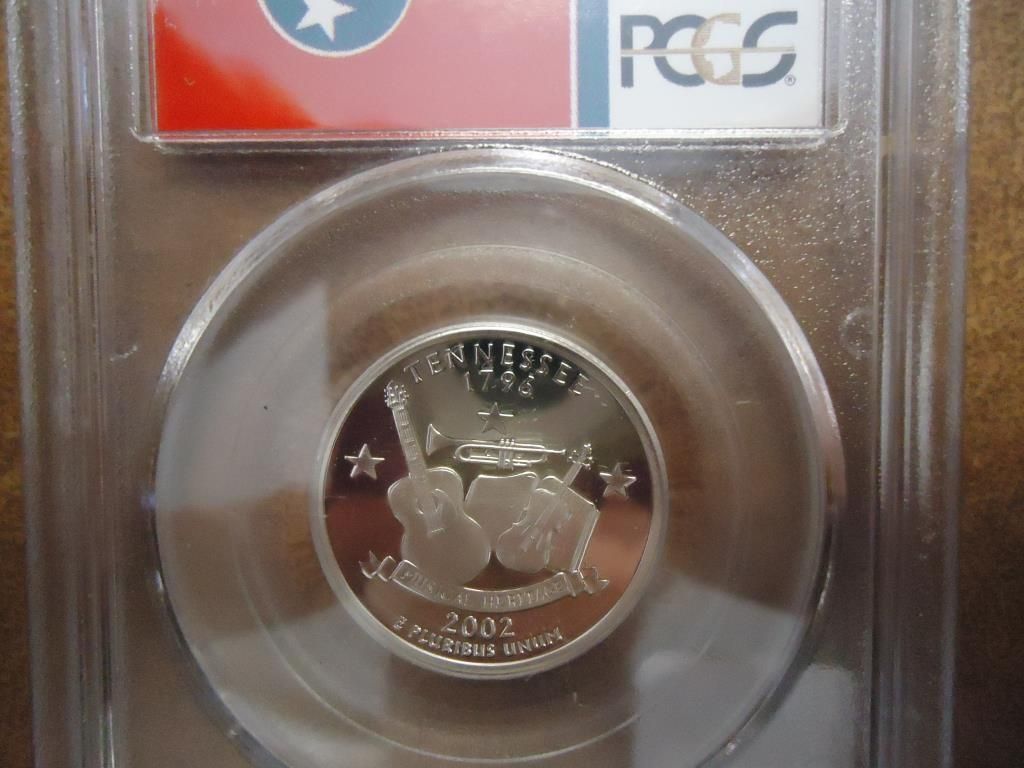 PCGS ®
TENNESSEE
1796
MUSICAL HERITAGE
2002
E PLURIBUS UNUM